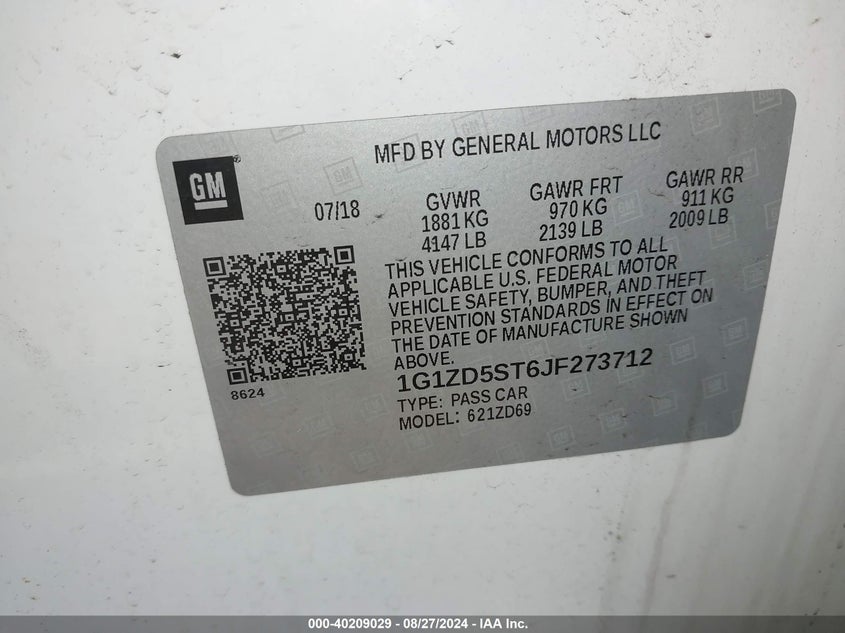 MFD BY GENERAL MOTORS LLC
GM®
07/18
GVWR GAWR FRT GAWR RR
1881 KG 970 KG 911 KG
4147 LB 2139 LB 2009 LB
THIS VEHICLE CONFORMS TO ALL
APPLICABLE U.S. FEDERAL MOTOR
VEHICLE SAFETY, BUMPER, AND THEFT
PREVENTION STANDARDS IN EFFECT ON
THE DATE OF MANUFACTURE SHOWN
ABOVE.
8624
1G1ZD5ST6JF273712
TYPE: PASS CAR
MODEL: 621ZD69
000-40209029 - 08/27/2024 - IAA Inc.